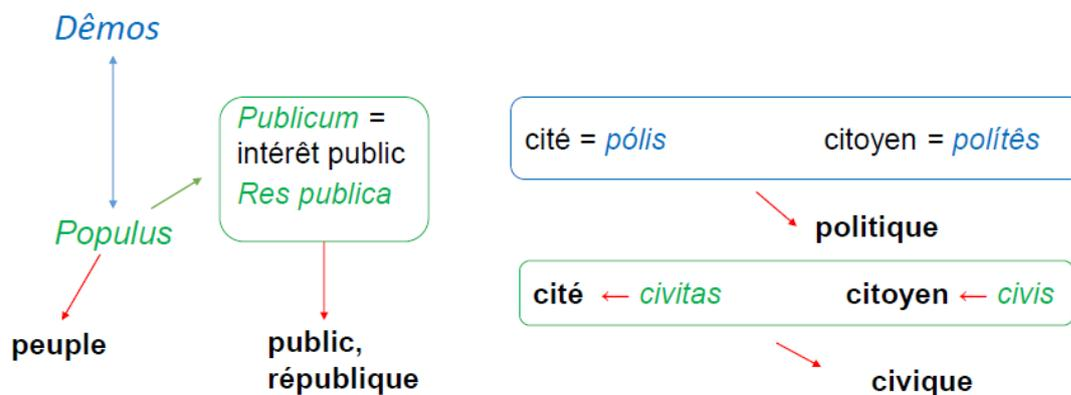 Dêmos
Publicum =
intérêt public
Res publica
Populus
peuple
public,
république
cité = pólis
citoyen = polítês
politique
cité ← civitas
citoyen ← civis
civique